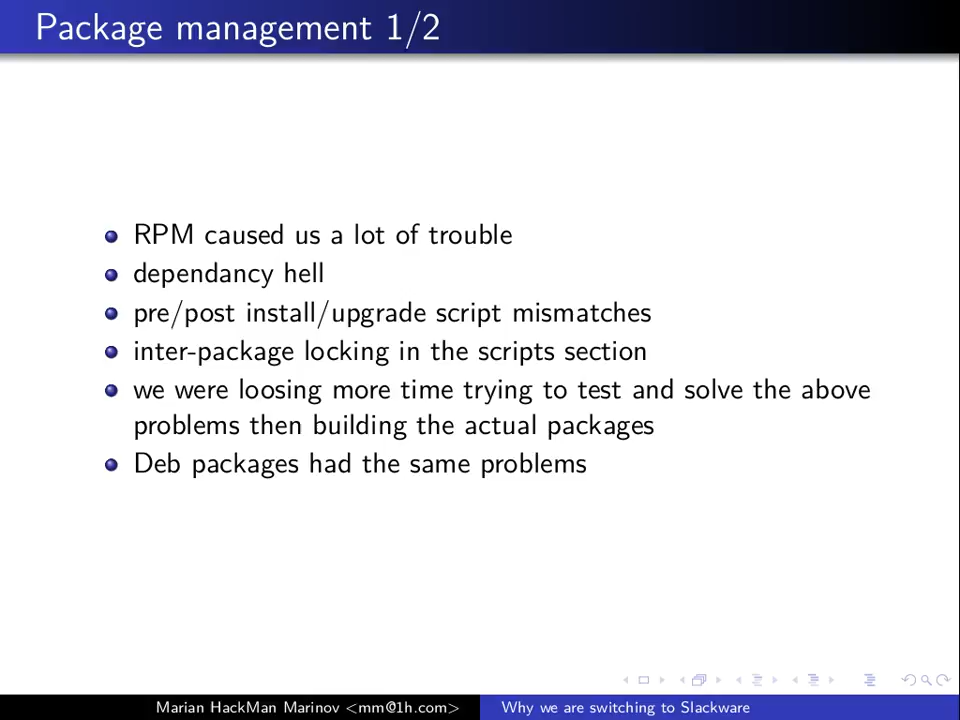 Package management 1/2
RPM caused us a lot of trouble
dependancy hell
pre/post install/upgrade script mismatches
inter-package locking in the scripts section
we were loosing more time trying to test and solve the above
problems then building the actual packages
Deb packages had the same problems
Marian HackMan Marinov <mm@1h.com>
Why we are switching to Slackware